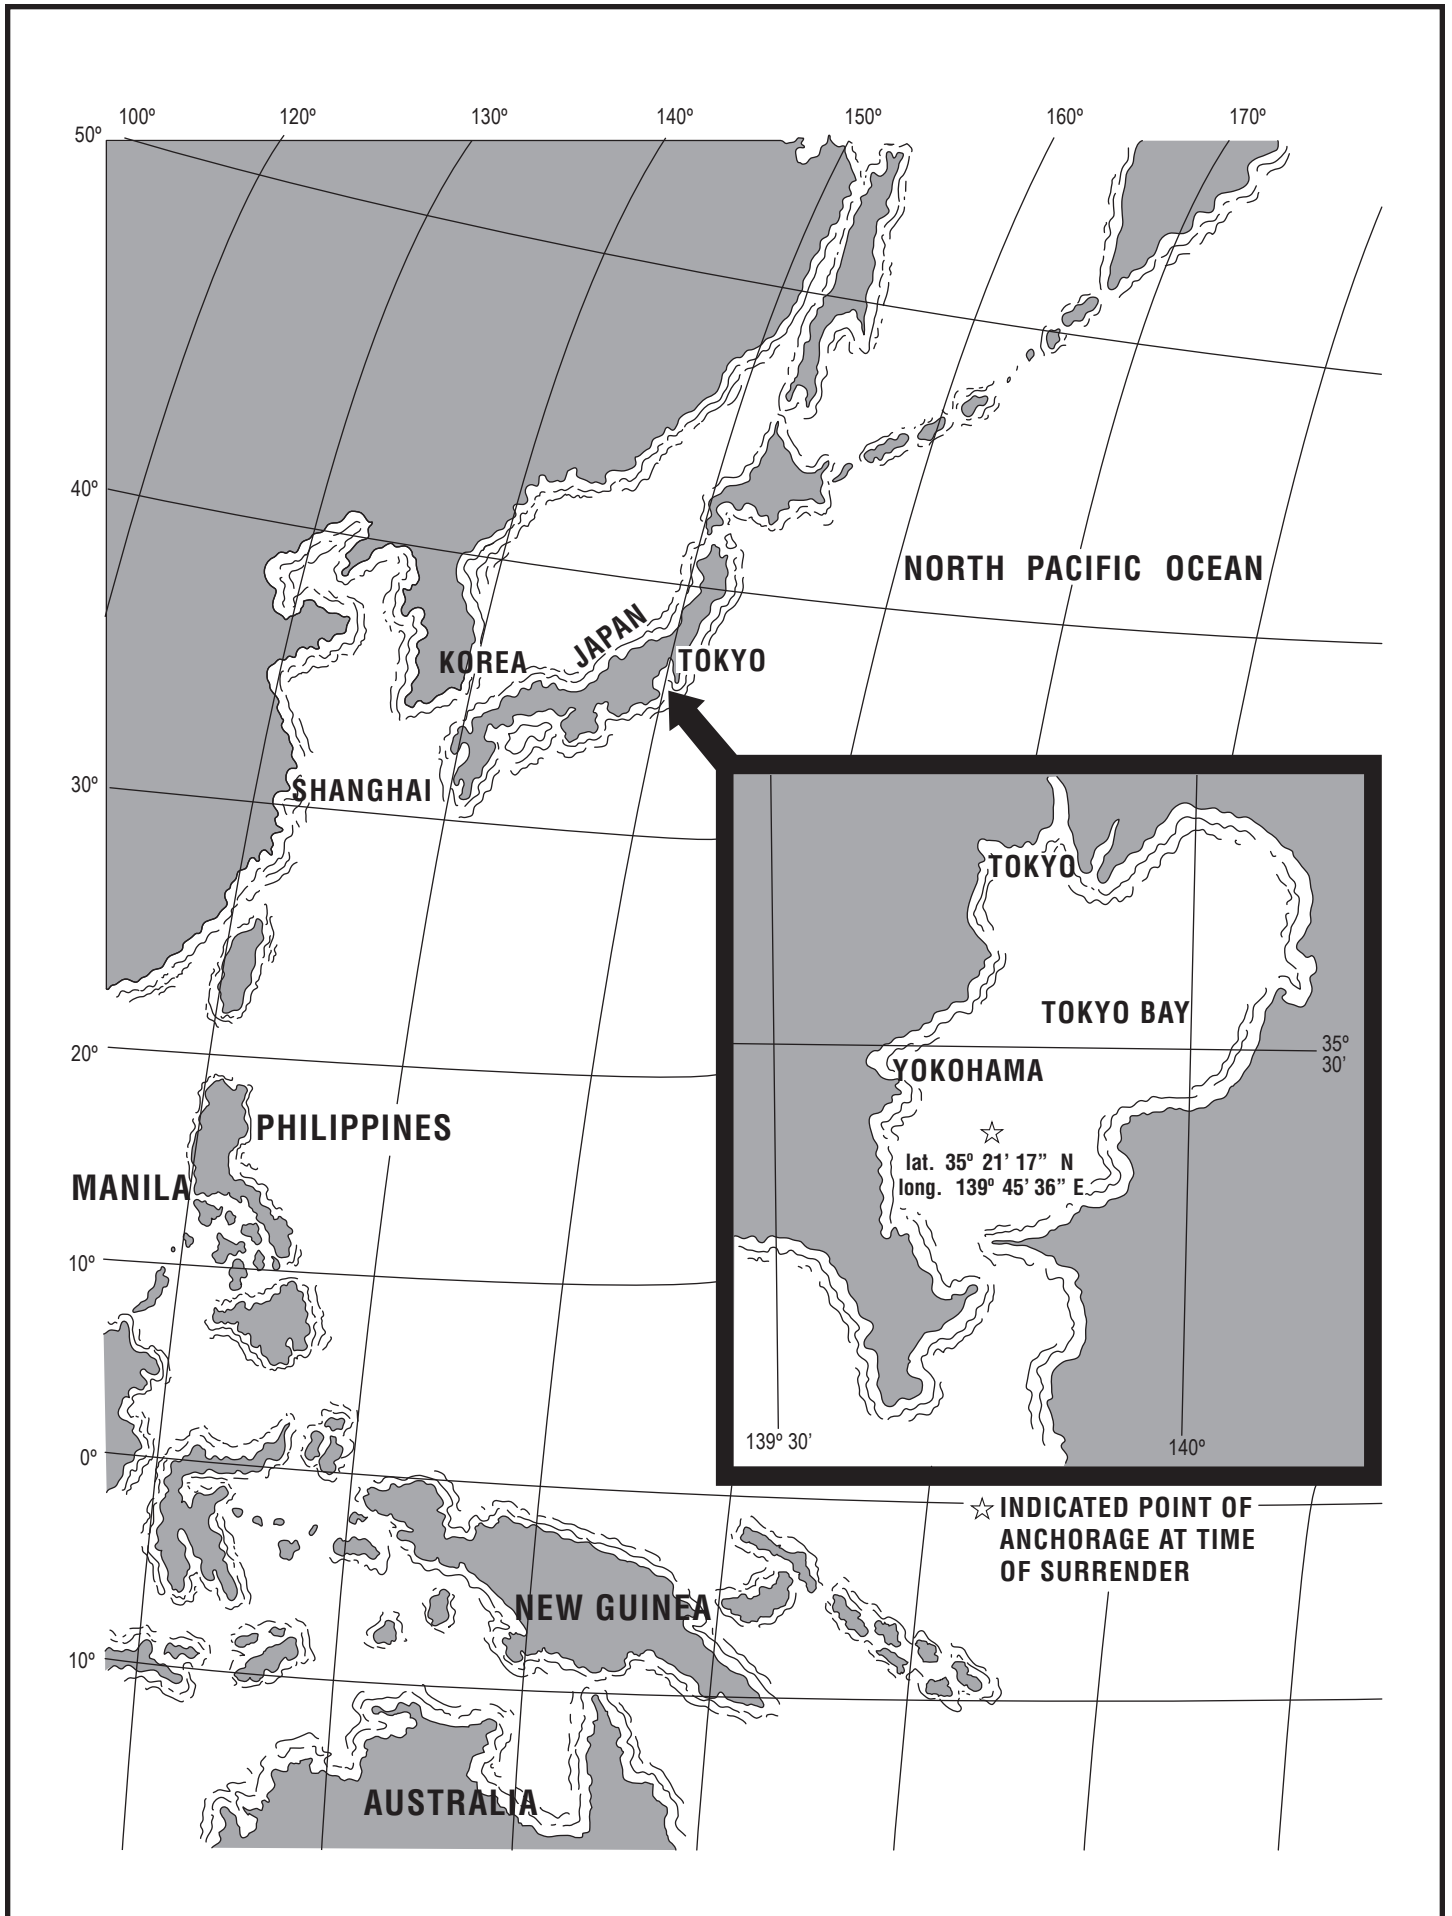 100º 120º 130º 140º 150º 160º 170º
50º
40º
NORTH PACIFIC OCEAN
JAPAN
KOREA
TOKYO
30º
SHANGHAI
TOKYO
TOKYO BAY
35º
30’
20º
YOKOHAMA
PHILIPPINES
lat. 35º 21’ 17” N
long. 139º 45’ 36” E
MANILA
10º
139º 30’
140º
0º
☆ INDICATED POINT OF
ANCHORAGE AT TIME
OF SURRENDER
NEW GUINEA
10º
AUSTRALIA